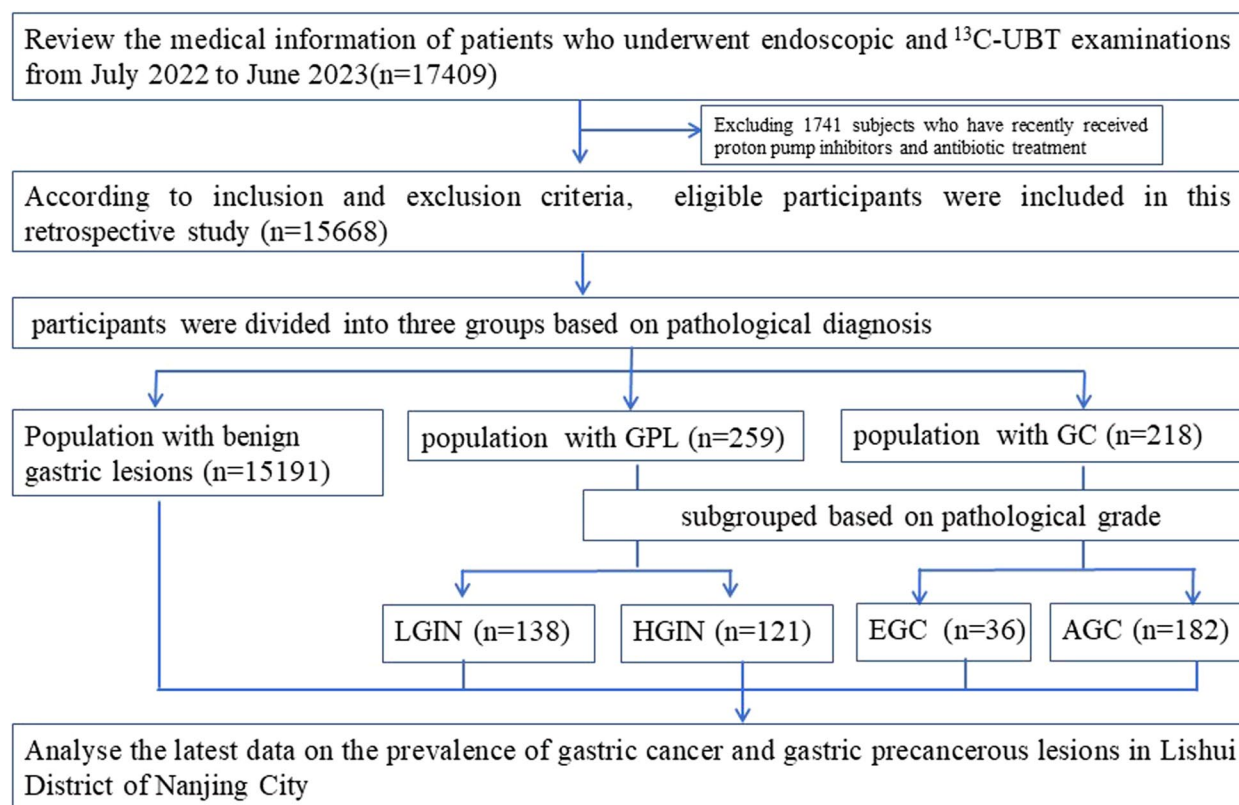 Review the medical information of patients who underwent endoscopic and ¹³C-UBT examinations
from July 2022 to June 2023(n=17409)
Excluding 1741 subjects who have recently received
proton pump inhibitors and antibiotic treatment
According to inclusion and exclusion criteria, eligible participants were included in this
retrospective study (n=15668)
participants were divided into three groups based on pathological diagnosis
Population with benign
gastric lesions (n=15191)
population with GPL (n=259)
population with GC (n=218)
subgrouped based on pathological grade
LGIN (n=138)
HGIN (n=121)
EGC (n=36)
AGC (n=182)
Analyse the latest data on the prevalence of gastric cancer and gastric precancerous lesions in Lishui
District of Nanjing City